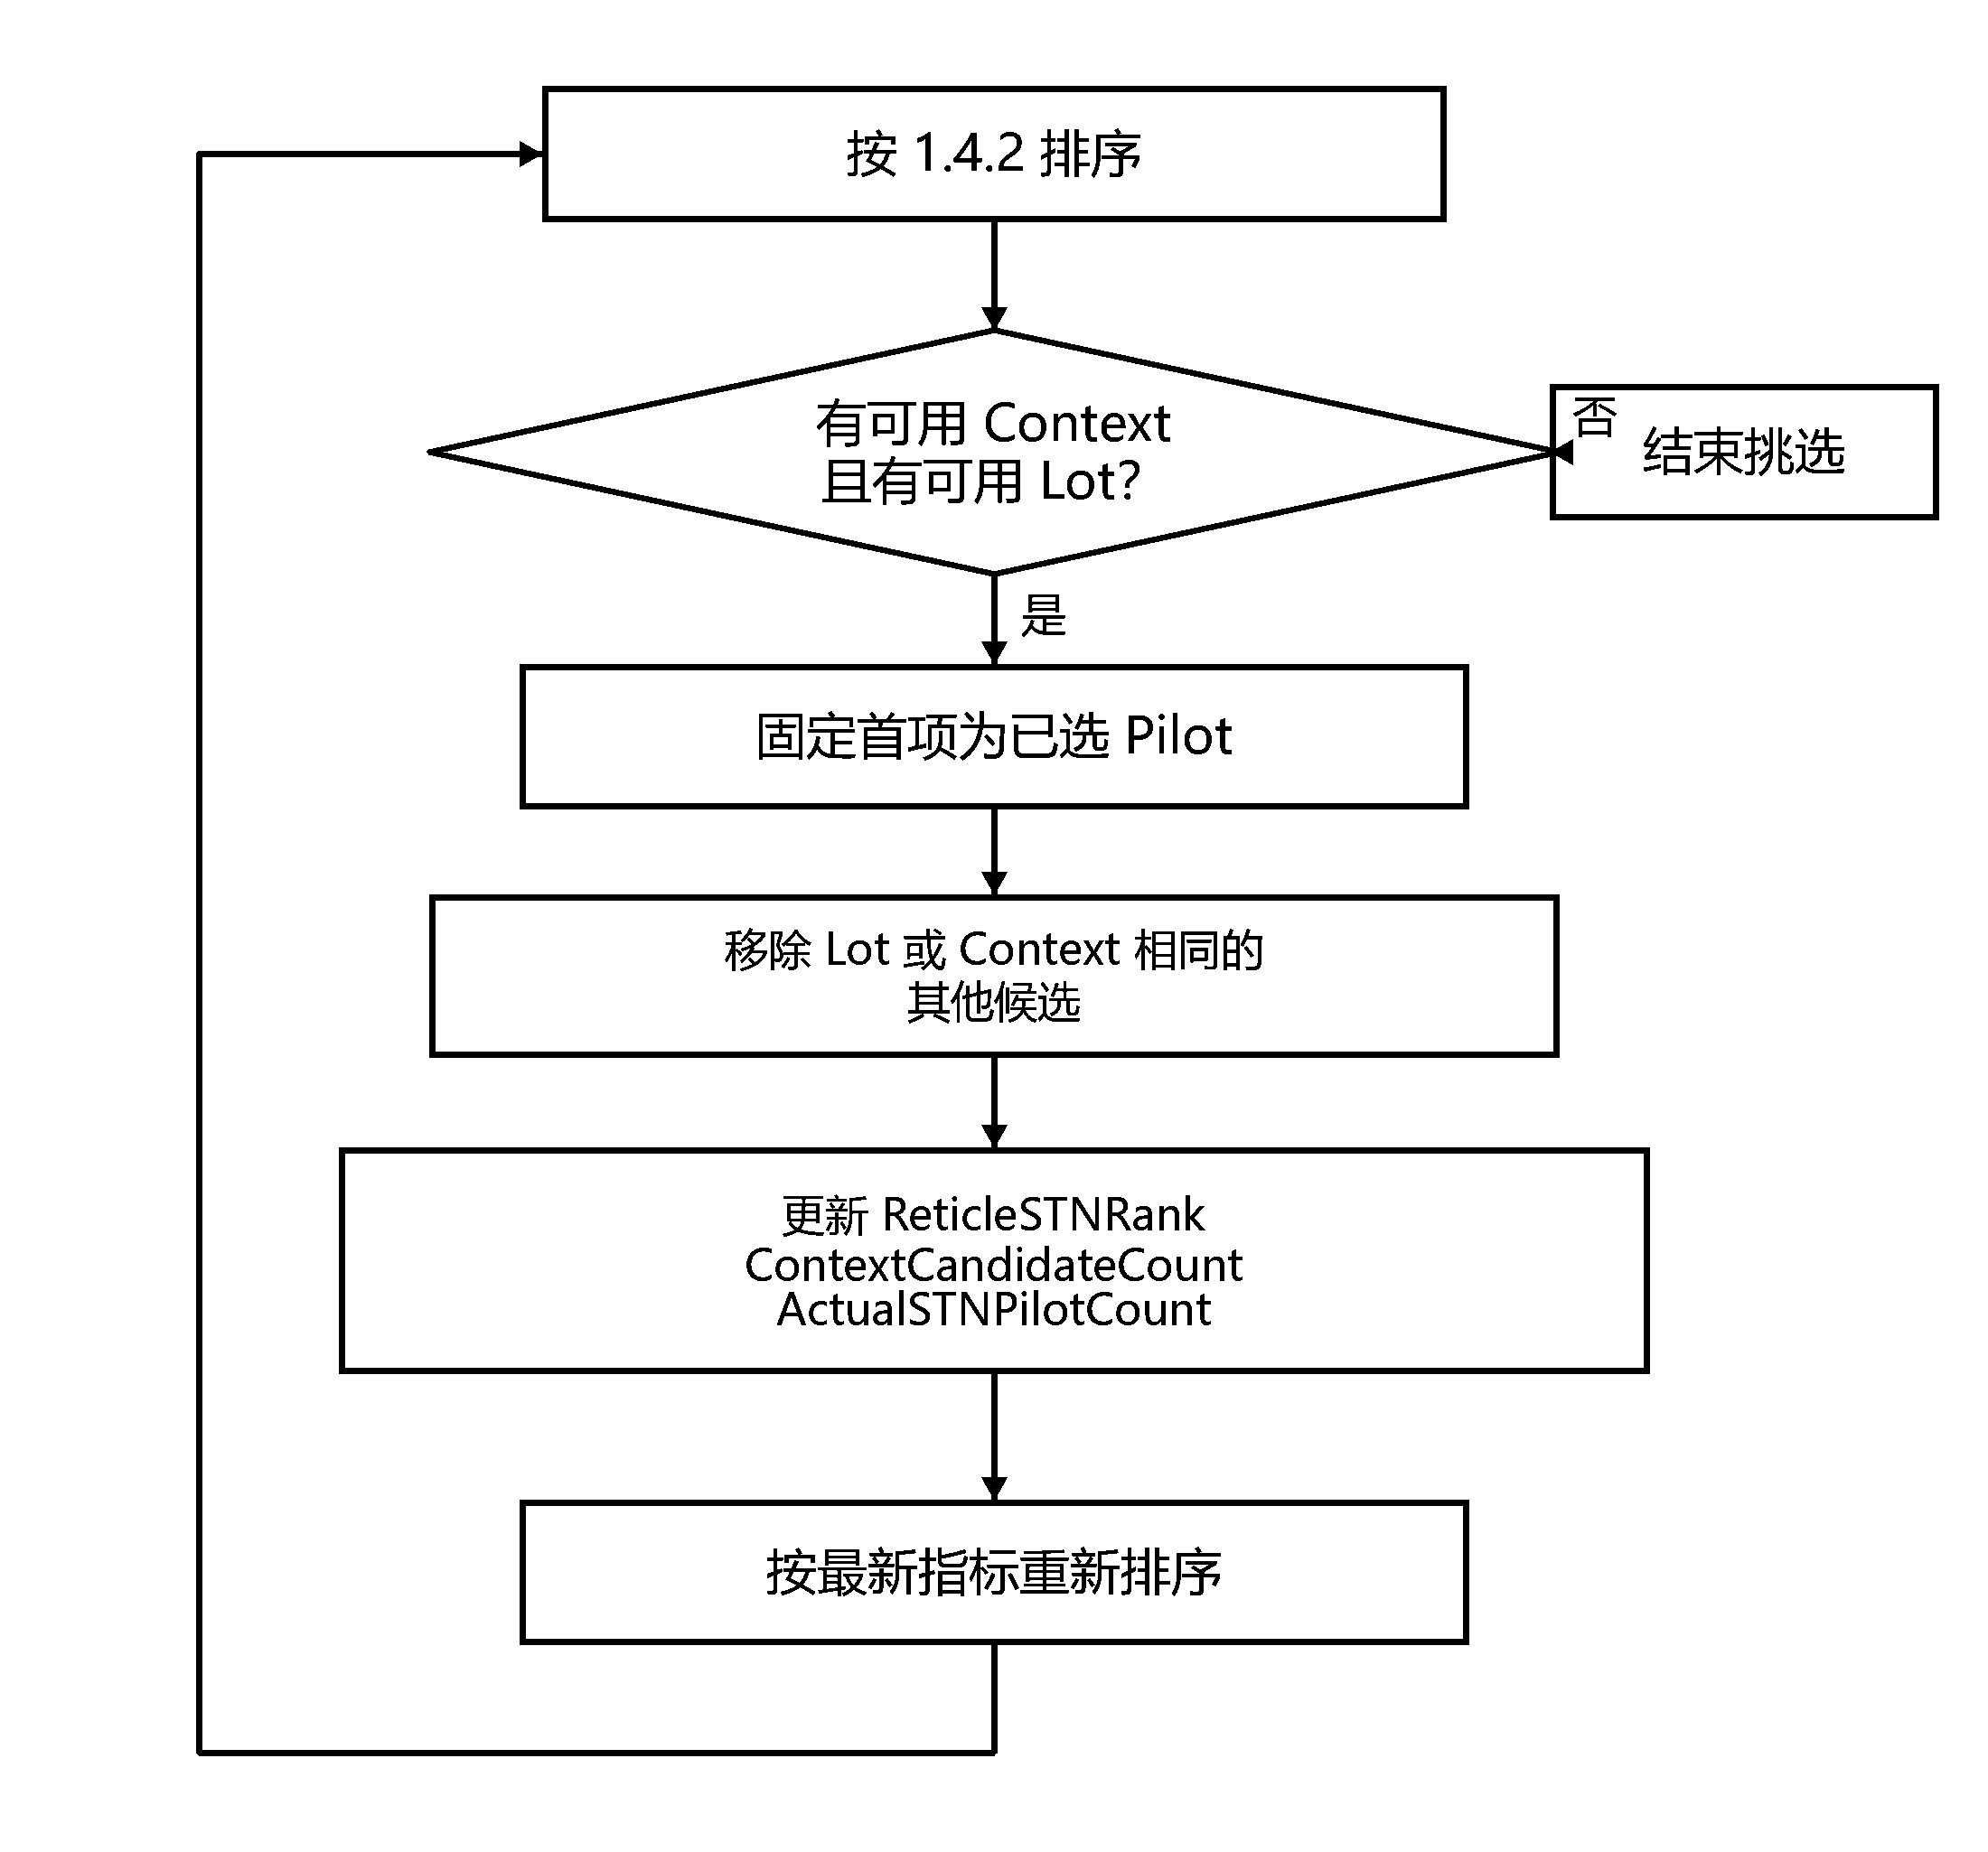 按 1.4.2 排序
有可用 Context
且有可用 Lot？
否
结束挑选
是
固定首项为已选 Pilot
移除 Lot 或 Context 相同的
其他候选
更新 ReticleSTNRank
ContextCandidateCount
ActualSTNPilotCount
按最新指标重新排序